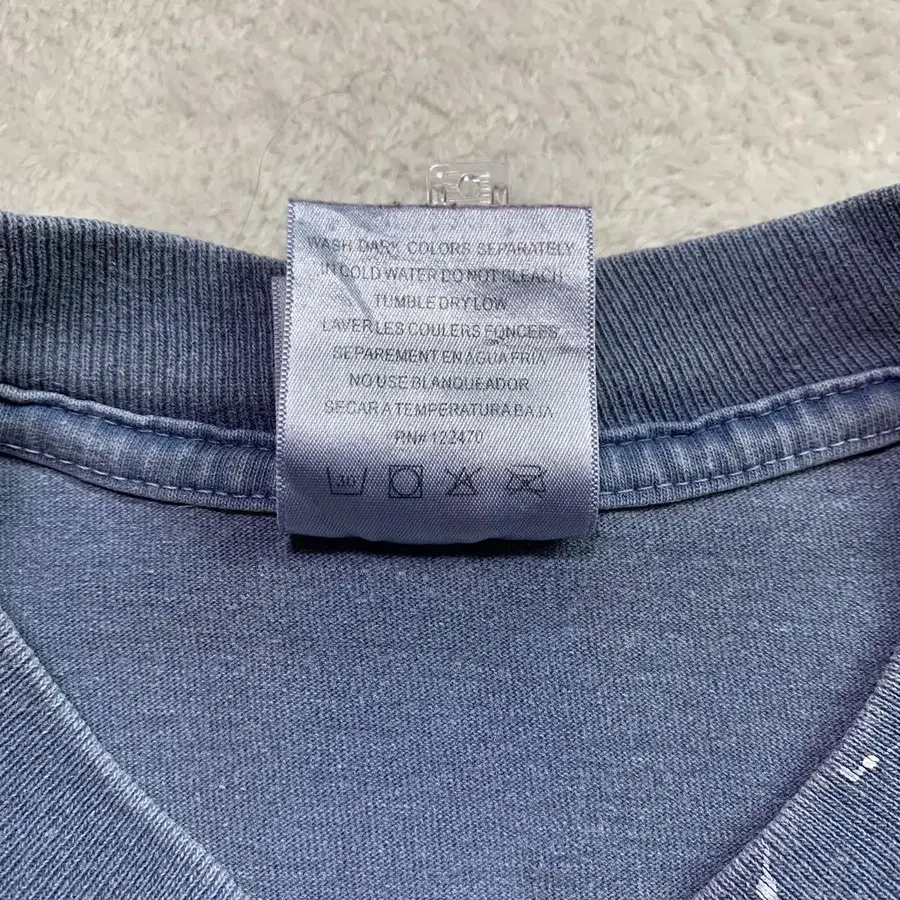 WASH DARK COLORS SEPARATELY
IN COLD WATER DO NOT BLEACH
TUMBLE DRY LOW
LAVER LES COULERS FONCEES
SEPAREMENT EN AGUA FRIA
NO USE BLANQUEADOR
SECAR A TEMPERATURA BAJA
RN# 122470
30